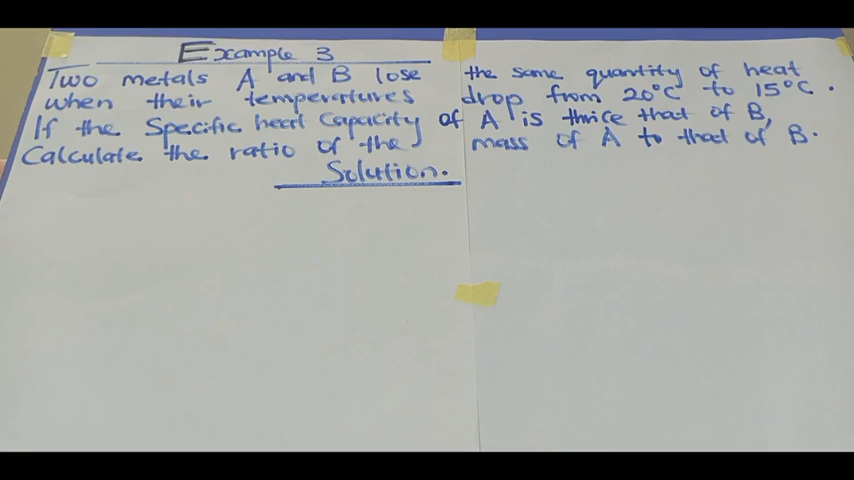 Example 3
Two metals A and B lose the same quantity of heat
when their temperatures drop from 20°C to 15°C.
If the Specific heat Capacity of A is thrice that of B,
Calculate the ratio of the mass of A to that of B.
Solution.